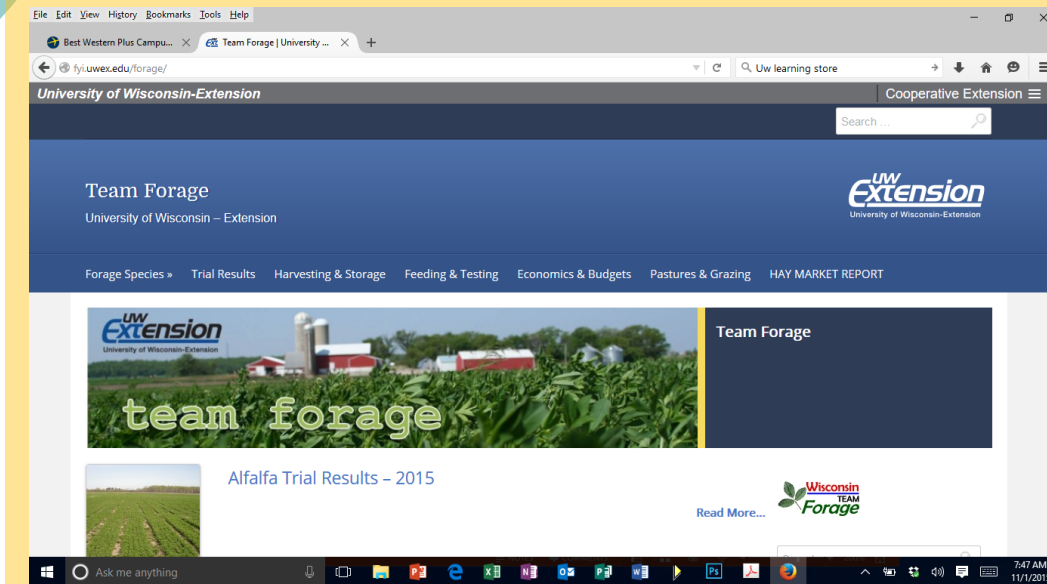 File Edit View History Bookmarks Tools Help
Best Western Plus Campu... Team Forage | University ...
fyi.uwex.edu/forage/ Uw learning store
University of Wisconsin-Extension Cooperative Extension
Search ...
Team Forage
University of Wisconsin – Extension
UW Extension
University of Wisconsin-Extension
Forage Species » Trial Results Harvesting & Storage Feeding & Testing Economics & Budgets Pastures & Grazing HAY MARKET REPORT
UW Extension
University of Wisconsin-Extension
team forage
Team Forage
Alfalfa Trial Results – 2015
Read More...
Wisconsin
TEAM
Forage
Ask me anything
7:47 AM